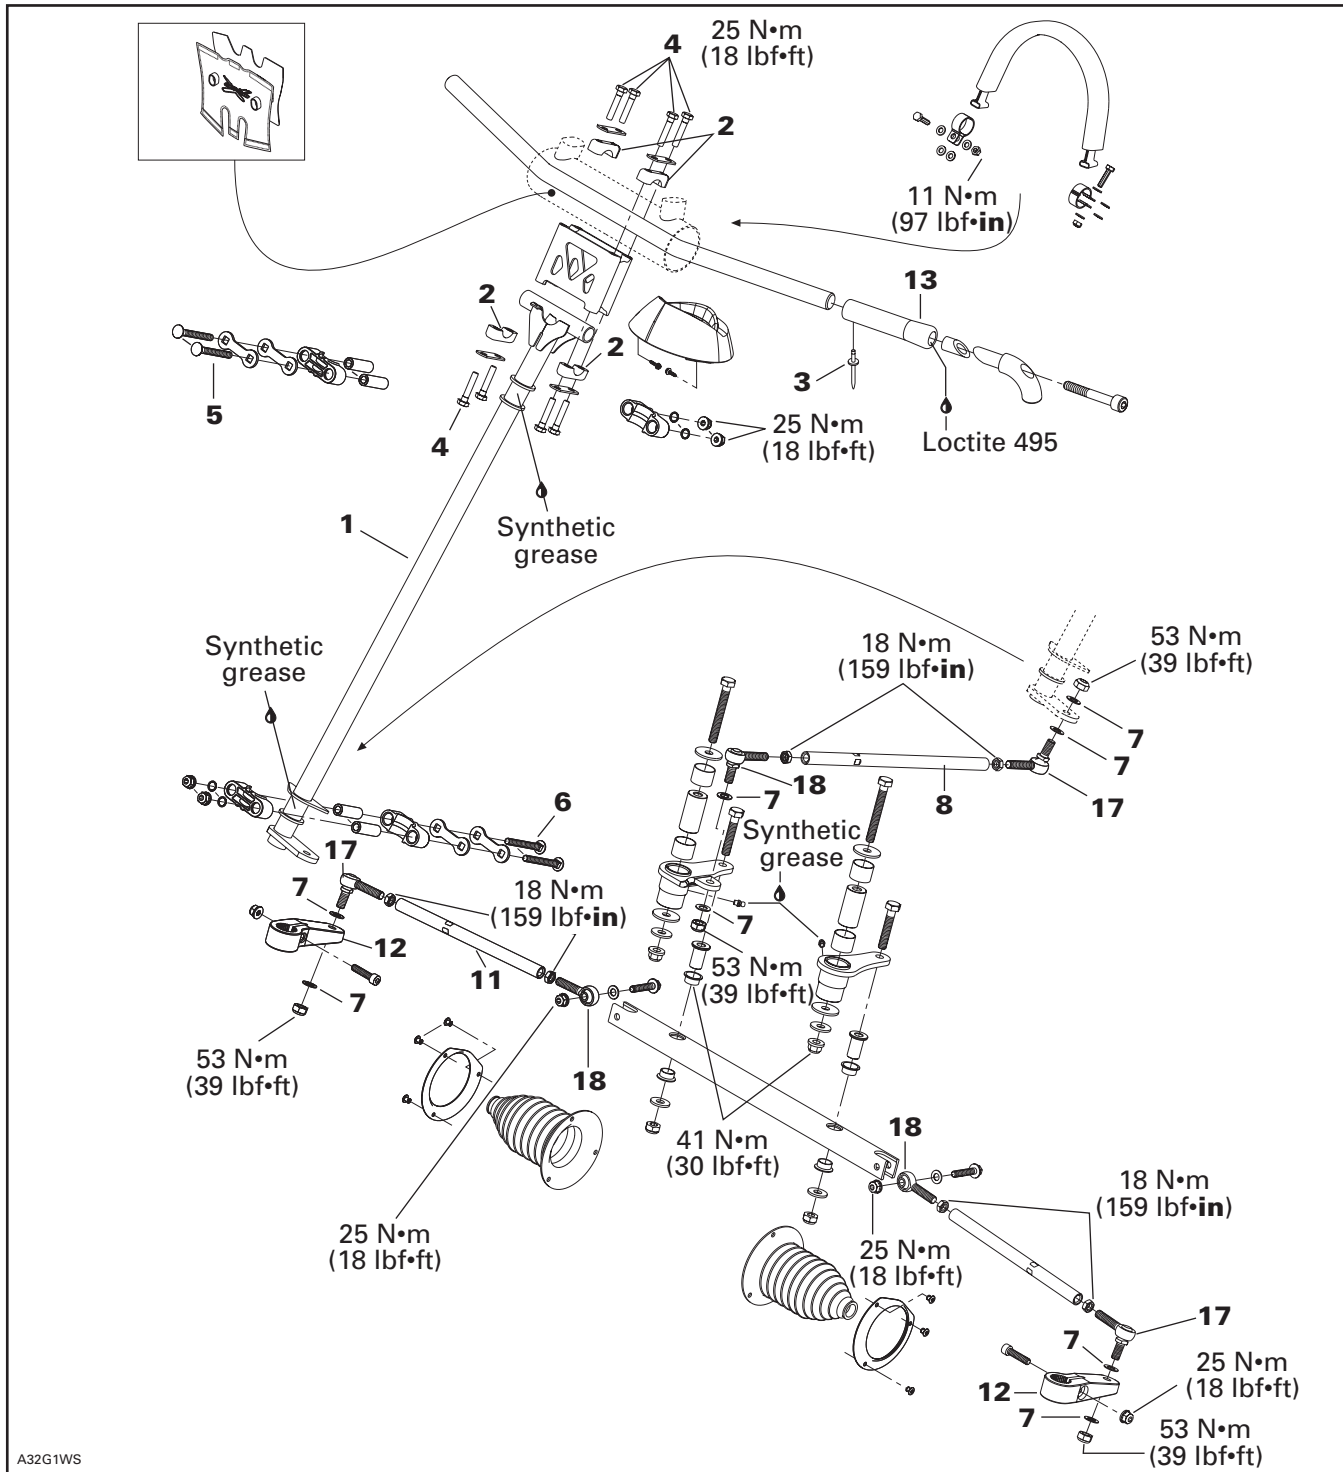 25 N•m
4 (18 lbf•ft)
2
11 N•m
(97 lbf•in)
13
2
2
3
5
4
25 N•m
(18 lbf•ft)
Loctite 495
1
Synthetic
grease
Synthetic
grease
18 N•m
(159 lbf•in)
53 N•m
(39 lbf•ft)
7
7
18
8
17
7
6
Synthetic
grease
17
7
18 N•m
(159 lbf•in)
7
12
11
53 N•m
(39 lbf•ft)
7
53 N•m
(39 lbf•ft)
18
41 N•m
(30 lbf•ft)
18
18 N•m
(159 lbf•in)
25 N•m
(18 lbf•ft)
25 N•m
(18 lbf•ft)
17
7
25 N•m
(18 lbf•ft)
12
7
53 N•m
(39 lbf•ft)
A32G1WS